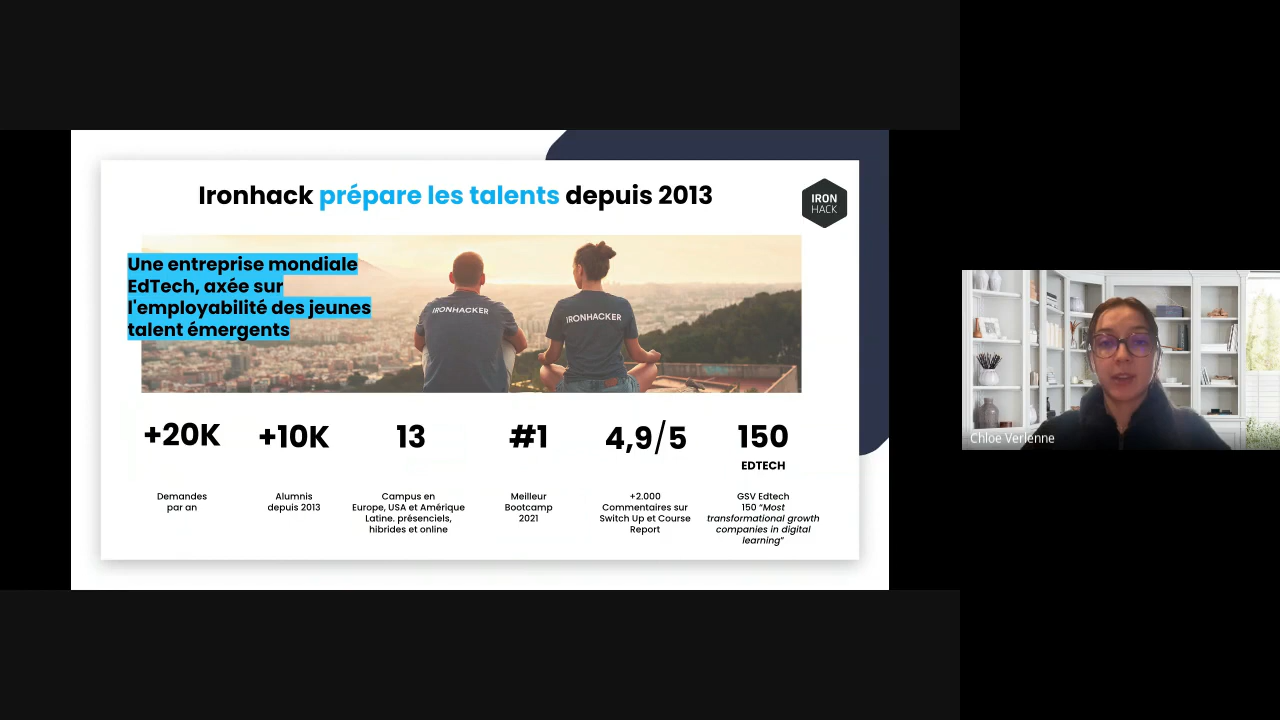 Ironhack prépare les talents depuis 2013
IRON
HACK
Une entreprise mondiale
EdTech, axée sur
l'employabilité des jeunes
talent émergents
IRONHACKER
IRONHACKER
+20K
+10K
13
#1
4,9/5
150
EDTECH
Demandes
par an
Alumnis
depuis 2013
Campus en
Europe, USA et Amérique
Latine. présenciels,
hibrides et online
Meilleur
Bootcamp
2021
+2.000
Commentaires sur
Switch Up et Course
Report
GSV Edtech
150 “Most
transformational growth
companies in digital
learning”
Chloe Verienne